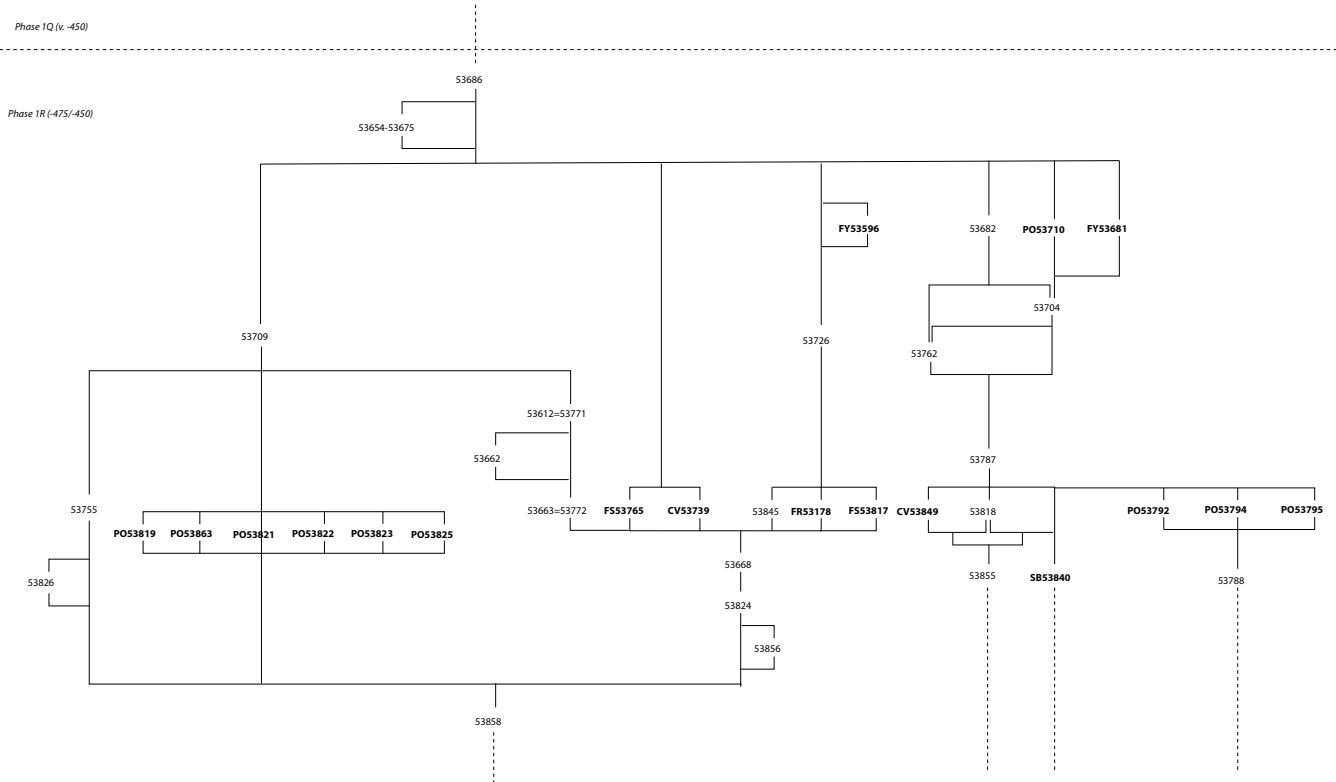 Phase 1Q (v. -450)
53686
Phase 1R (-475/-450)
53654-53675
FY53596
53682
PO53710
FY53681
53704
53709
53726
53762
53612=53771
53662
53787
53755
53663=53772
FS53765
CV53739
53845
FR53178
FS53817
CV53849
53818
PO53792
PO53794
PO53795
PO53819
PO53863
PO53821
PO53822
PO53823
PO53825
53668
53855
SB53840
53788
53826
53824
53856
53858